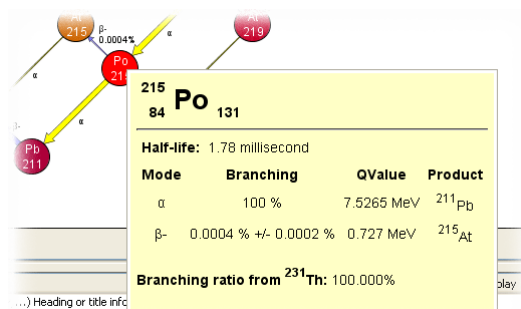 At
215
β-
0.0004%
α
At
219
Po
α
α
β-
Pb
211
215
84 Po 131
Half-life: 1.78 millisecond
Mode Branching QValue Product
α 100 % 7.5265 MeV 211Pb
β- 0.0004 % +/- 0.0002 % 0.727 MeV 215At
Branching ratio from 231Th: 100.000%
play
...) Heading or title info